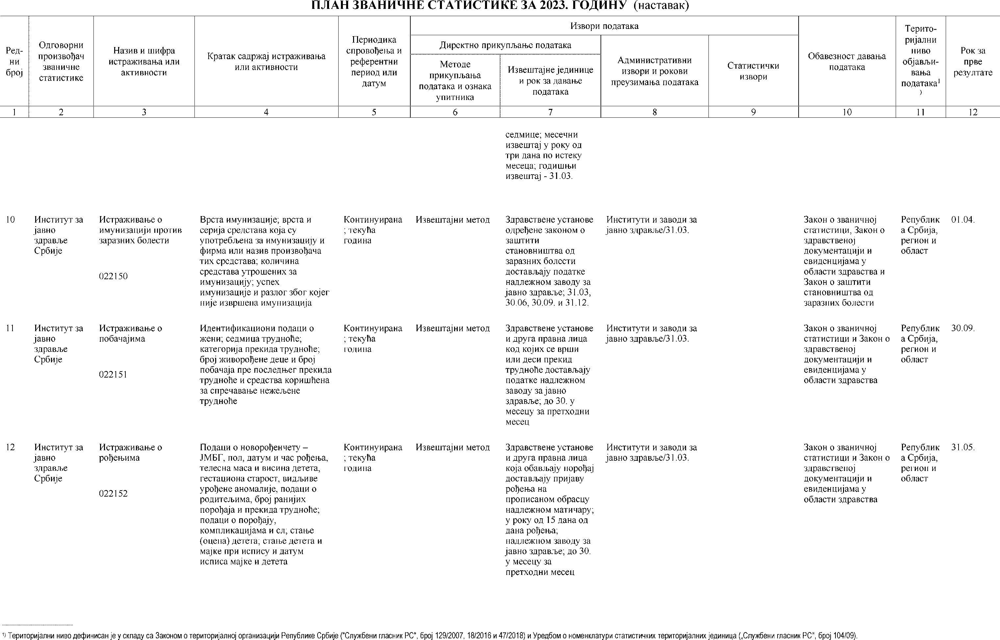 ПЛАН ЗВАНИЧНЕ СТАТИСТИКЕ ЗА 2023. ГОДИНУ (наставак)
Ред-
ни
број
Одговорни
произвођач
званичне
статистике
Назив и шифра
истраживања или
активности
Кратак садржај истраживања
или активности
Периодика
спровођења и
референтни
период или
датум
Извори података
Директно прикупљање података
Методе
прикупљања
података и ознака
упитника
Извештајне јединице
и рок за давање
података
Административни
извори и рокови
преузимања података
Статистички
извори
Обавезност давања
података
Терито-
ријални
ниво
објављи-
вања
података¹
)
Рок за
прве
резултате
1 2 3 4 5 6 7 8 9 10 11 12
седмице; месечни
извештај у року од
три дана по истеку
месеца; годишњи
извештај - 31.03.
10
Институт за
јавно
здравље
Србије
Истраживање о
имунизацији против
заразних болести
022150
Врста имунизације; врста и
серија средстава која су
употребљена за имунизацију и
фирма или назив произвођача
тих средстава; количина
средстава утрошених за
имунизацију; успех
имунизације и разлог због којег
није извршена имунизација
Континуирана
; текућа
година
Извештајни метод
Здравствене установе
одређене законом о
заштити
становништва од
заразних болести
достављају податке
надлежном заводу за
јавно здравље; 31.03,
30.06, 30.09. и 31.12.
Институти и заводи за
јавно здравље/31.03.
Закон о званичној
статистици, Закон о
здравственој
документацији и
евиденцијама у
области здравства и
Закон о заштити
становништва од
заразних болести
Републик
а Србија,
регион и
област
01.04.
11
Институт за
јавно
здравље
Србије
Истраживање о
побачајима
022151
Идентификациони подаци о
жени; седмица трудноће;
категорија прекида трудноће;
број живорођене деце и број
побачаја пре последњег прекида
трудноће и средства коришћена
за спречавање нежељене
трудноће
Континуирана
; текућа
година
Извештајни метод
Здравствене установе
и друга правна лица
код којих се врши
или деси прекид
трудноће достављају
податке надлежном
заводу за јавно
здравље; до 30. у
месецу за претходни
месец
Институти и заводи за
јавно здравље/31.03.
Закон о званичној
статистици и Закон о
здравственој
документацији и
евиденцијама у
области здравства
Републик
а Србија,
регион и
област
30.09.
12
Институт за
јавно
здравље
Србије
Истраживање о
рођењима
022152
Подаци о новорођенчету –
ЈМБГ, пол, датум и час рођења,
телесна маса и висина детета,
гестациона старост, видљиве
урођене аномалије, подаци о
родитељима, број ранијих
порођаја и прекида трудноће;
подаци о порођају,
компликацијама и сл; стање
(оцена) детета; стање детета и
мајке при испису и датум
исписа мајке и детета
Континуирана
; текућа
година
Извештајни метод
Здравствене установе
и друга правна лица
која обављају порођај
достављају пријаву
рођења на
прописаном обрасцу
надлежном матичару;
у року од 15 дана од
дана рођења;
надлежном заводу за
јавно здравље; до 30.
у месецу за
претходни месец
Институти и заводи за
јавно здравље/31.03.
Закон о званичној
статистици и Закон о
здравственој
документацији и
евиденцијама у
области здравства
Републик
а Србија,
регион и
област
31.05.
¹⁾ Територијални ниво дефинисан је у складу са Законом о територијалној организацији Републике Србије ("Службени гласник РС", број 129/2007, 18/2016 и 47/2018) и Уредбом о номенклатури статистичких територијалних јединица („Службени гласник РС", број 104/09).